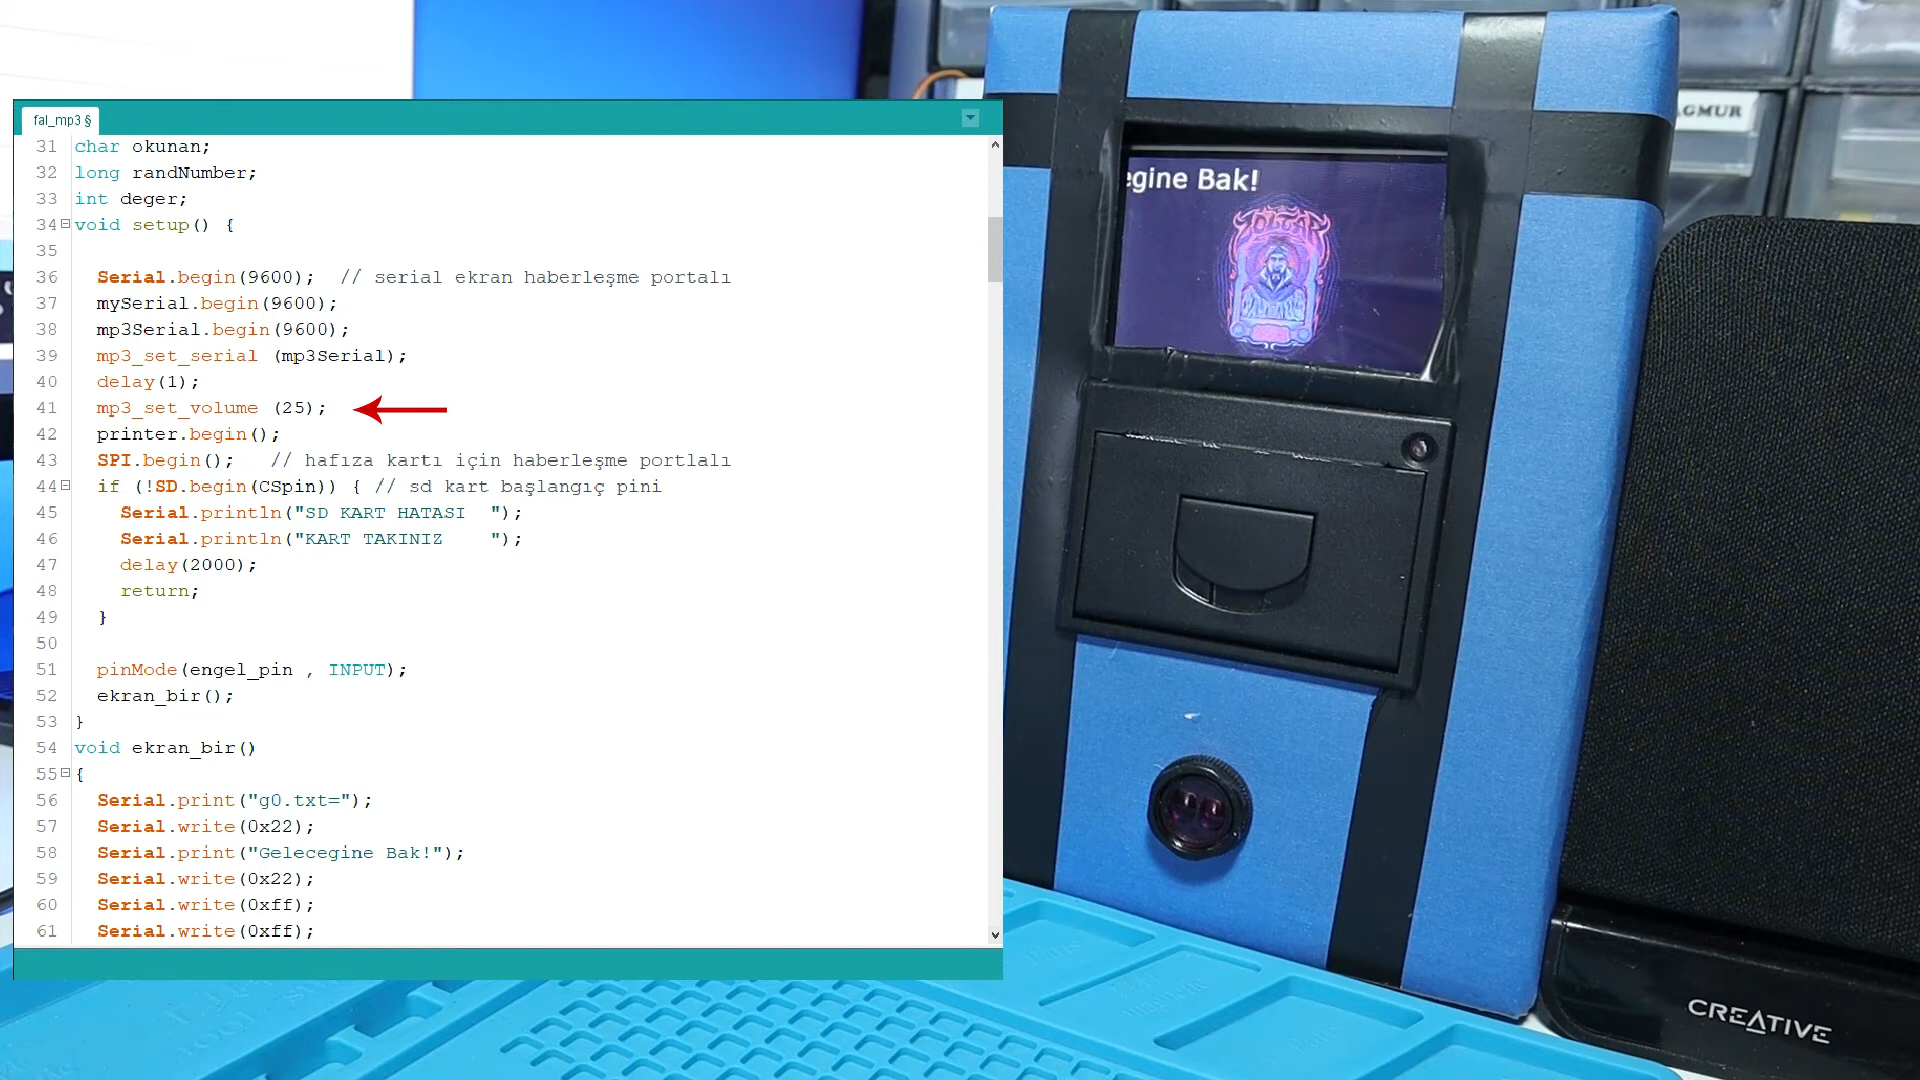 fal_mp3 §
31 char okunan;
32 long randNumber;
33 int deger;
34 void setup() {
35
36 Serial.begin(9600); // serial ekran haberleşme portalı
37 mySerial.begin(9600);
38 mp3Serial.begin(9600);
39 mp3_set_serial (mp3Serial);
40 delay(1);
41 mp3_set_volume (25);
42 printer.begin();
43 SPI.begin(); // hafıza kartı için haberleşme portlalı
44 if (!SD.begin(CSpin)) { // sd kart başlangıç pini
45 Serial.println("SD KART HATASI  ");
46 Serial.println("KART TAKINIZ    ");
47 delay(2000);
48 return;
49 }
50
51 pinMode(engel_pin , INPUT);
52 ekran_bir();
53 }
54 void ekran_bir()
55 {
56 Serial.print("g0.txt=");
57 Serial.write(0x22);
58 Serial.print("Gelecegine Bak!");
59 Serial.write(0x22);
60 Serial.write(0xff);
61 Serial.write(0xff);
egine Bak!
ZOLTAR
AGMUR
CREATIVE